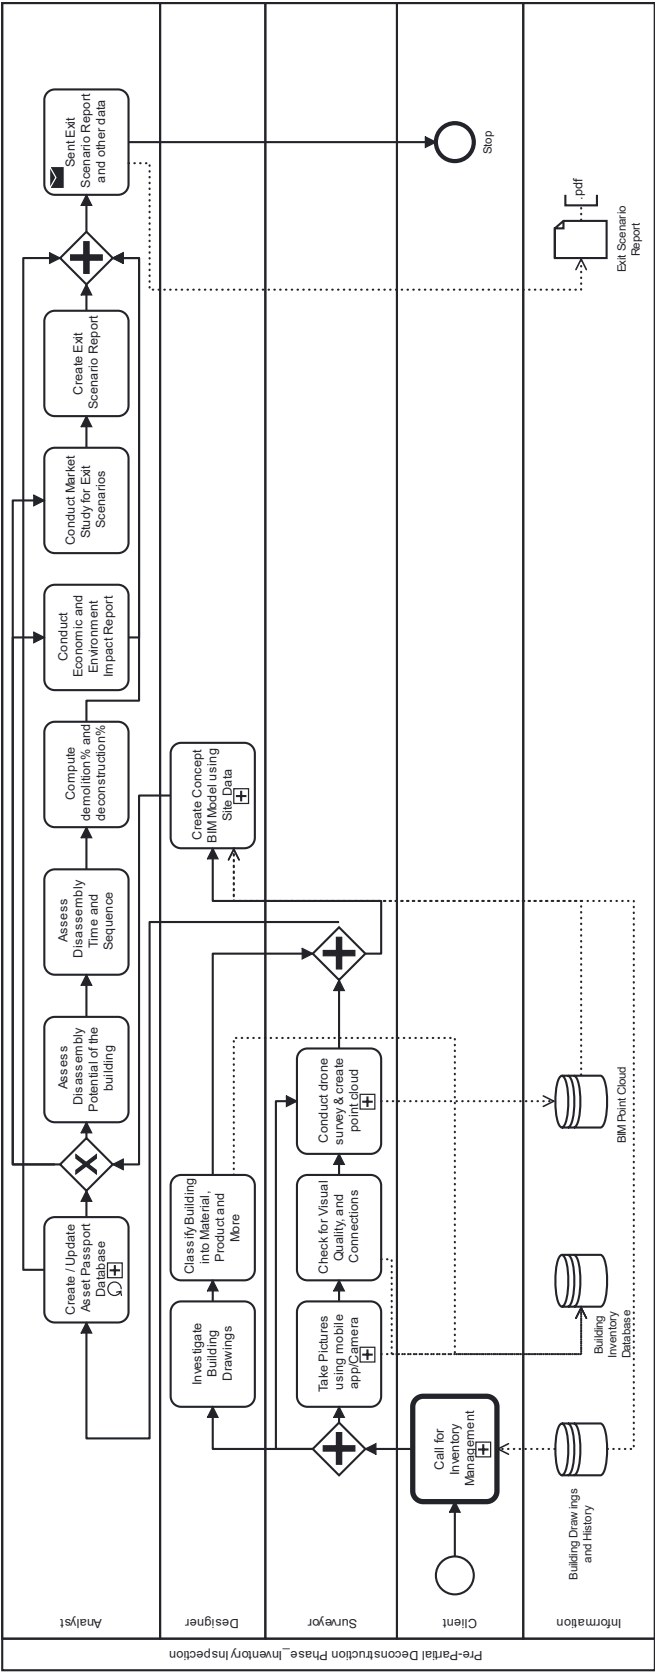 Pre-Partial Deconstruction Phase_Inventory Inspection
Analyst
Create / Update
Asset Passport
Database
Assess
Disassembly
Potential of the
building
Assess
Disassembly
Time and
Sequence
Compute
demolition% and
deconstruction%
Conduct
Economic and
Environment
Impact Report
Conduct Market
Study for Exit
Scenarios
Create Exit
Scenario Report
Sent Exit
Scenario Report
and other data
Designer
Investigate
Building
Drawings
Classify Building
into Material,
Product and
More
Create Concept
BIM Model using
Site Data
Surveyor
Take Pictures
using mobile
app/Camera
Check for Visual
Quality, and
Connections
Conduct drone
survey & create
point cloud
Client
Call for
Inventory
Management
Stop
Information
Building Drawings
and History
Building
Inventory
Database
BIM Point Cloud
Exit Scenario
Report
.pdf